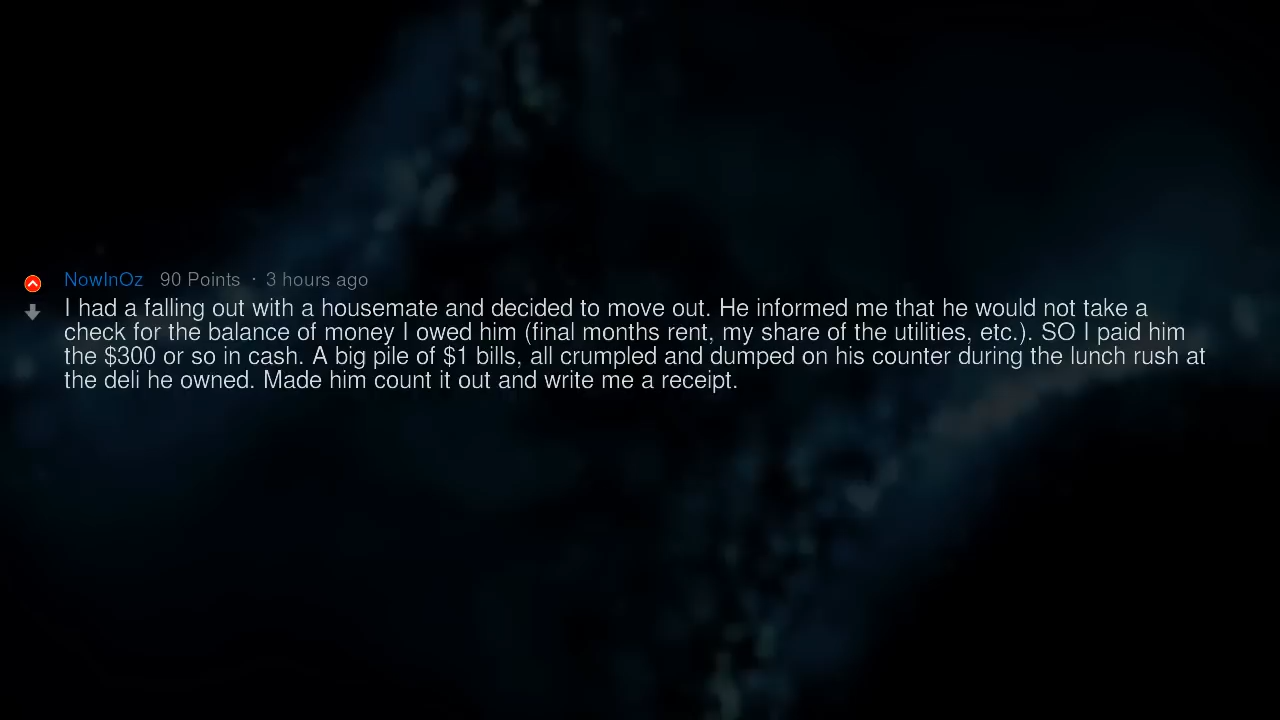 NowInOz 90 Points · 3 hours ago
I had a falling out with a housemate and decided to move out. He informed me that he would not take a
check for the balance of money I owed him (final months rent, my share of the utilities, etc.). SO I paid him
the $300 or so in cash. A big pile of $1 bills, all crumpled and dumped on his counter during the lunch rush at
the deli he owned. Made him count it out and write me a receipt.